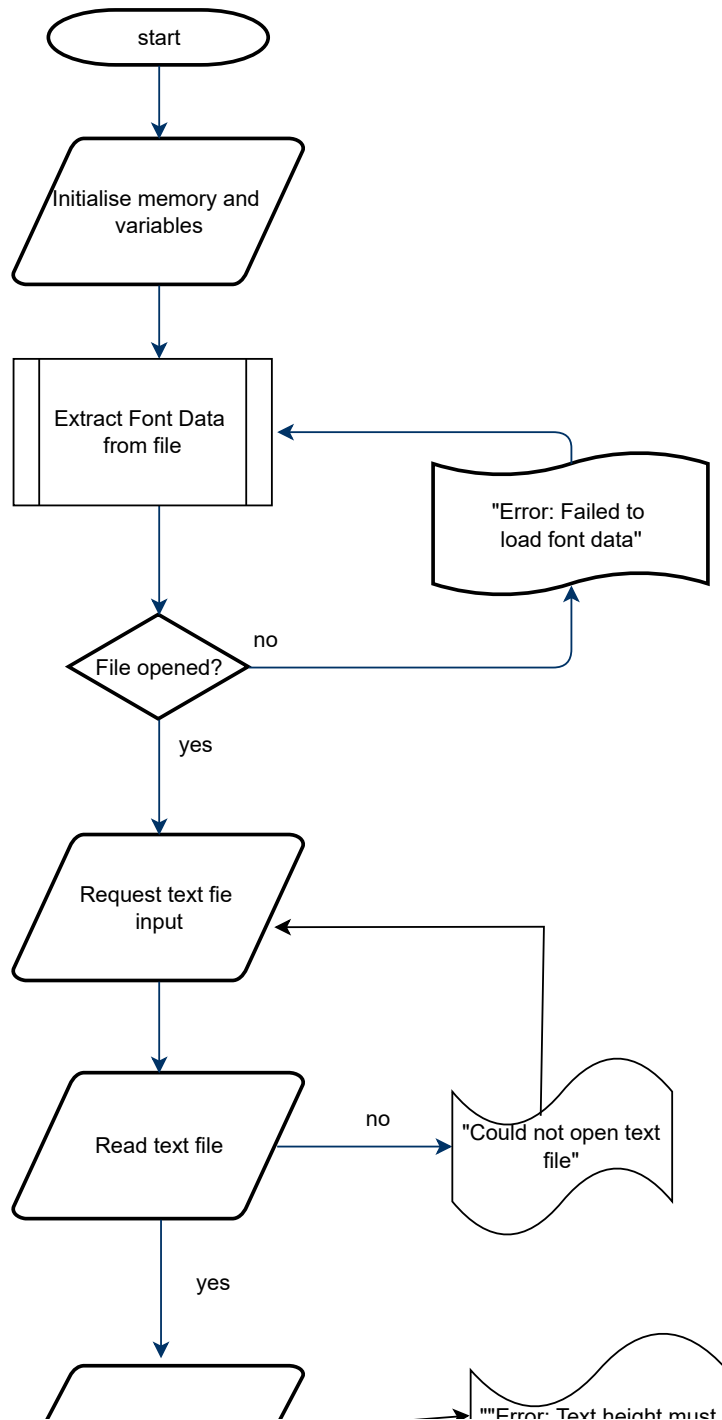 start
Initialise memory and
variables
Extract Font Data
from file
"Error: Failed to
load font data"
no
File opened?
yes
Request text fie
input
no
Read text file
"Could not open text
file"
yes
""Error: Text height must